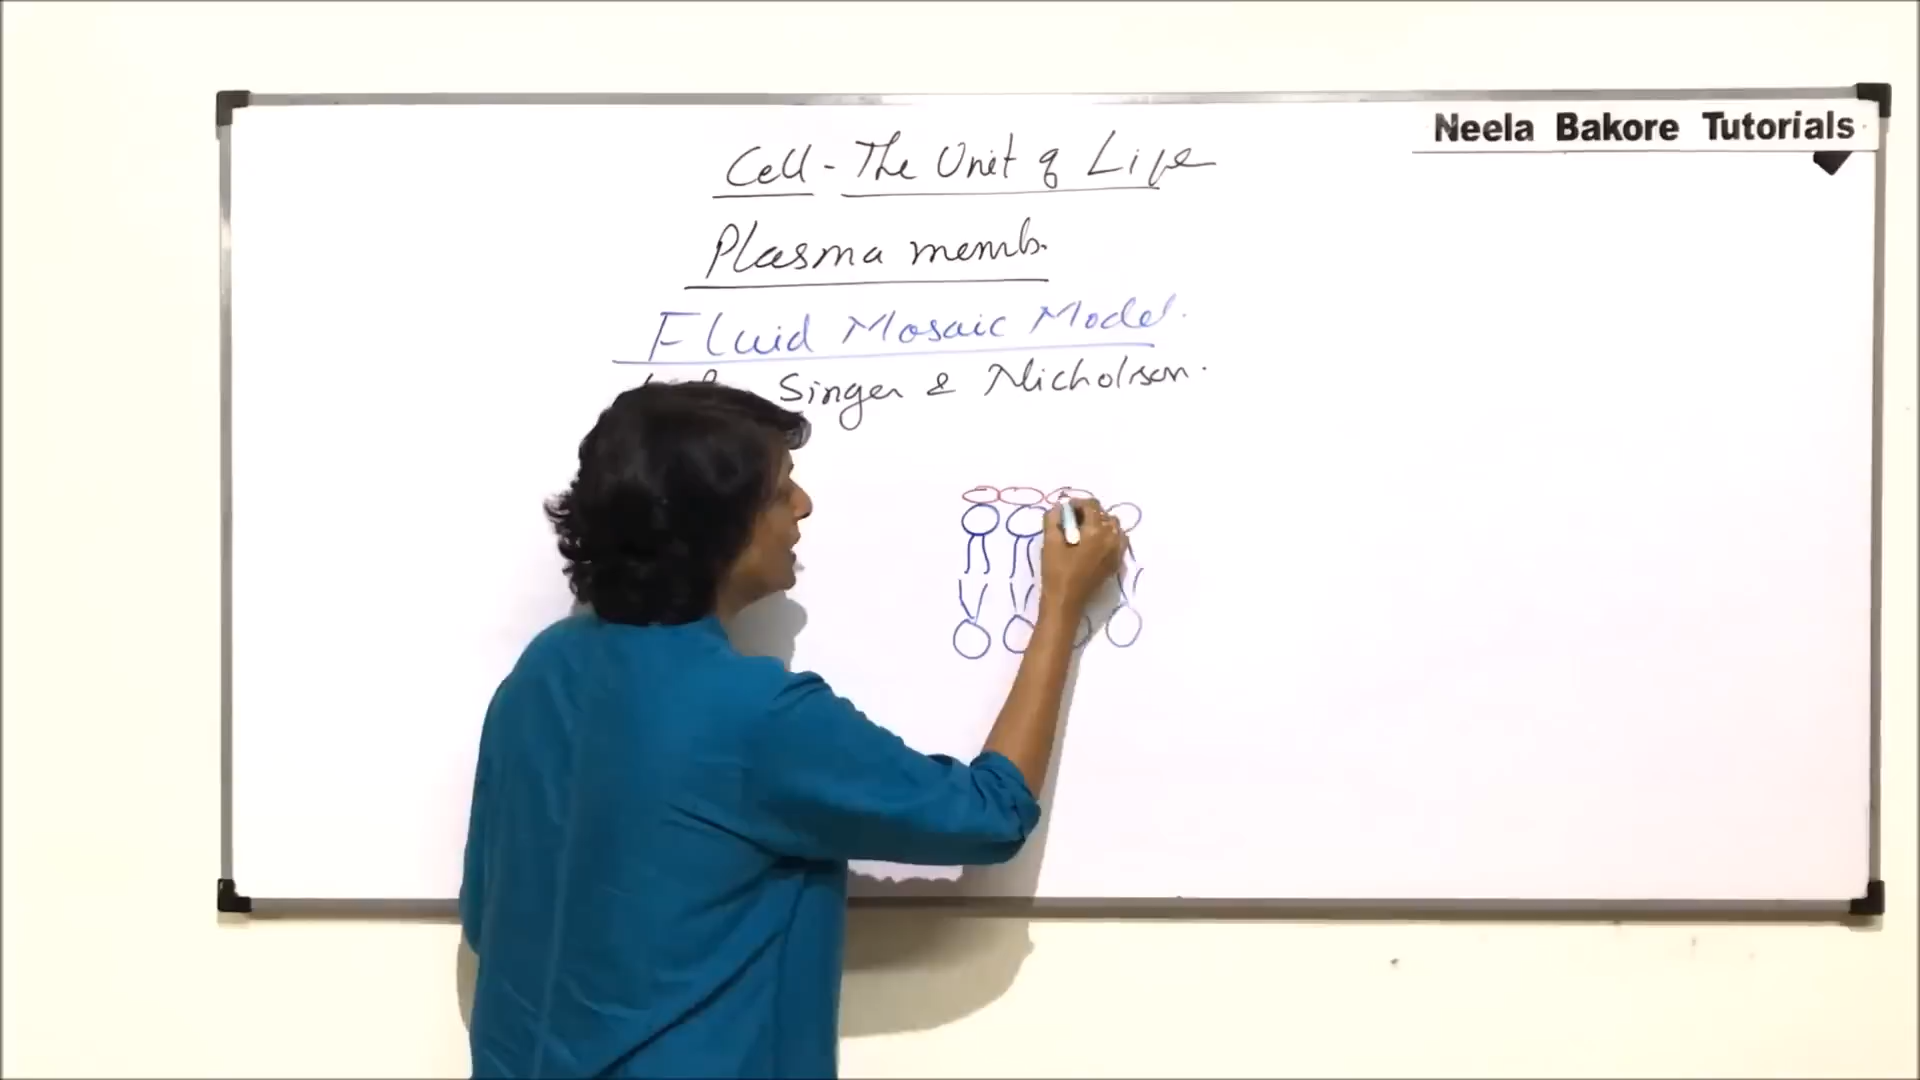 Neela Bakore Tutorials
Cell - The Unit of Life
Plasma memb.
Fluid Mosaic Model.
Singer & Nicholson.